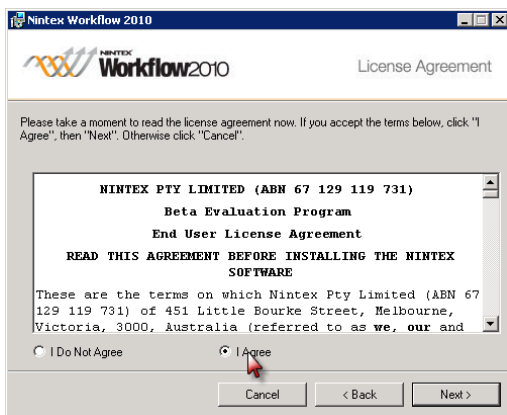 Nintex Workflow 2010
NINTEX
Workflow2010
License Agreement
Please take a moment to read the license agreement now. If you accept the terms below, click "I
Agree", then "Next". Otherwise click "Cancel".
NINTEX PTY LIMITED (ABN 67 129 119 731)
Beta Evaluation Program
End User License Agreement
READ THIS AGREEMENT BEFORE INSTALLING THE NINTEX
SOFTWARE
These are the terms on which Nintex Pty Limited (ABN 67
129 119 731) of 451 Little Bourke Street, Melbourne,
Victoria, 3000, Australia (referred to as we, our and
I Do Not Agree
I Agree
Cancel
< Back
Next >